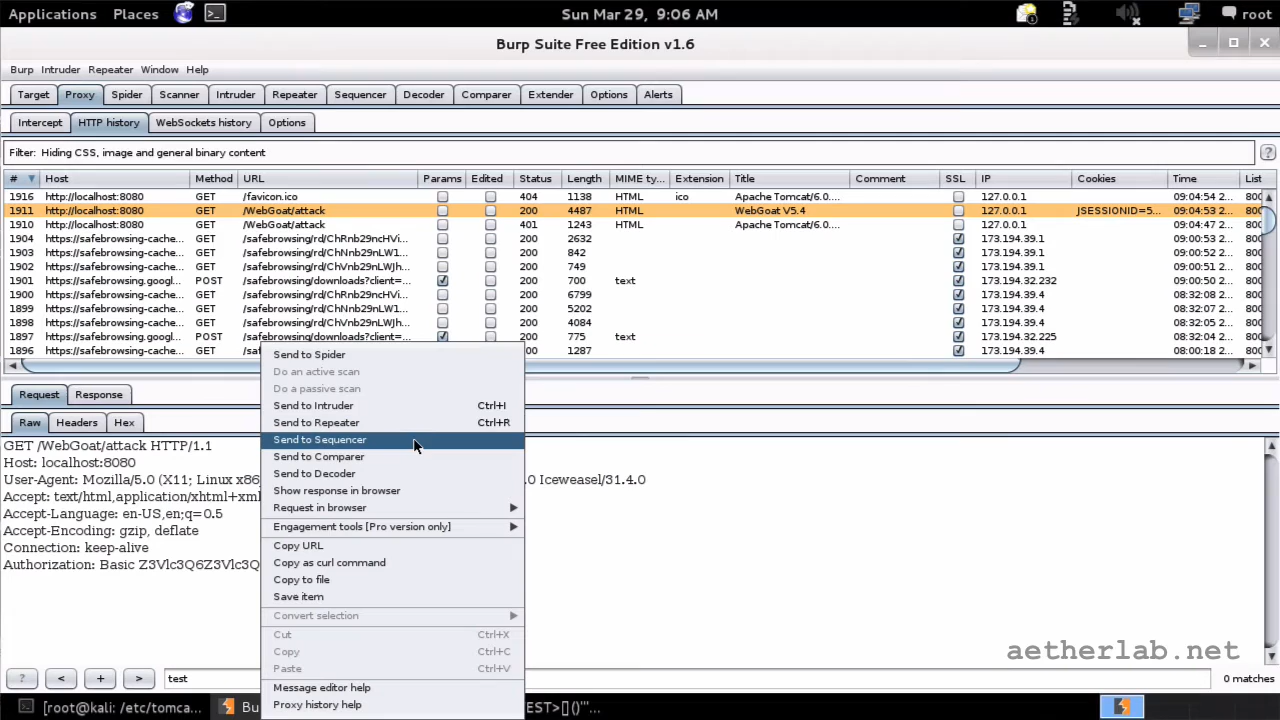 Applications Places Sun Mar 29, 9:06 AM root
Burp Suite Free Edition v1.6
Burp Intruder Repeater Window Help
Target Proxy Spider Scanner Intruder Repeater Sequencer Decoder Comparer Extender Options Alerts
Intercept HTTP history WebSockets history Options
Filter: Hiding CSS, image and general binary content ?
# Host Method URL Params Edited Status Length MIME ty... Extension Title Comment SSL IP Cookies Time List
1916 http://localhost:8080 GET /favicon.ico 404 1138 HTML ico Apache Tomcat/6.0.... 127.0.0.1 09:04:54 2... 800
1911 http://localhost:8080 GET /WebGoat/attack 200 4487 HTML WebGoat V5.4 127.0.0.1 JSESSIONID=5... 09:04:53 2... 800
1910 http://localhost:8080 GET /WebGoat/attack 401 1243 HTML Apache Tomcat/6.0.... 127.0.0.1 09:04:47 2... 800
1904 https://safebrowsing-cache... GET /safebrowsing/rd/ChRnb29ncHVi... 200 2632 173.194.39.1 09:00:53 2... 800
1903 https://safebrowsing-cache... GET /safebrowsing/rd/ChNnb29nLW1... 200 842 173.194.39.1 09:00:52 2... 800
1902 https://safebrowsing-cache... GET /safebrowsing/rd/ChVnb29nLWJh... 200 749 173.194.39.1 09:00:51 2... 800
1901 https://safebrowsing.googl... POST /safebrowsing/downloads?client=... 200 700 text 173.194.32.232 09:00:50 2... 800
1900 https://safebrowsing-cache... GET /safebrowsing/rd/ChRnb29ncHVi... 200 6799 173.194.39.4 08:32:08 2... 800
1899 https://safebrowsing-cache... GET /safebrowsing/rd/ChNnb29nLW1... 200 5202 173.194.39.4 08:32:07 2... 800
1898 https://safebrowsing-cache... GET /safebrowsing/rd/ChVnb29nLWJh... 200 4084 173.194.39.4 08:32:05 2... 800
1897 https://safebrowsing.googl... POST /safebrowsing/downloads?client=... 200 775 text 173.194.32.225 08:32:04 2... 800
1896 https://safebrowsing-cache... GET /sa 200 1287 173.194.39.4 08:00:18 2... 800
Send to Spider
Do an active scan
Do a passive scan
Send to Intruder Ctrl+I
Send to Repeater Ctrl+R
Send to Sequencer
Send to Comparer
Send to Decoder
Show response in browser
Request in browser
Engagement tools [Pro version only]
Copy URL
Copy as curl command
Copy to file
Save item
Convert selection
Cut Ctrl+X
Copy Ctrl+C
Paste Ctrl+V
Message editor help
Proxy history help
Request Response
Raw Headers Hex
GET /WebGoat/attack HTTP/1.1
Host: localhost:8080
User-Agent: Mozilla/5.0 (X11; Linux x86 .0 Iceweasel/31.4.0
Accept: text/html,application/xhtml+xml
Accept-Language: en-US,en;q=0.5
Accept-Encoding: gzip, deflate
Connection: keep-alive
Authorization: Basic Z3Vlc3Q6Z3Vlc3Q
aetherlab.net
? < + > test 0 matches
[root@kali: /etc/tomca... Bu EST>[]()"...